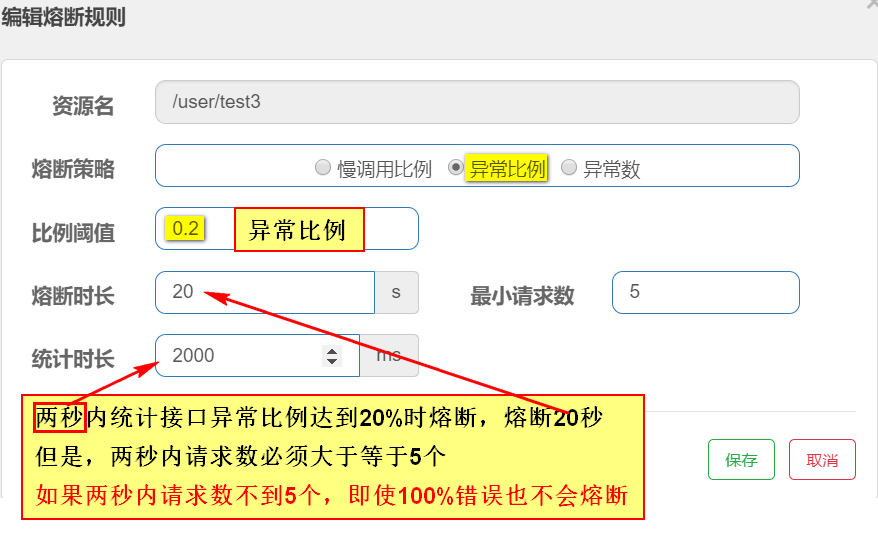 编辑熔断规则
资源名 /user/test3
熔断策略 慢调用比例 异常比例 异常数
比例阈值 0.2 异常比例
熔断时长 20 s 最小请求数 5
统计时长 2000 ms
两秒内统计接口异常比例达到20%时熔断，熔断20秒
但是，两秒内请求数必须大于等于5个
如果两秒内请求数不到5个，即使100%错误也不会熔断
保存 取消